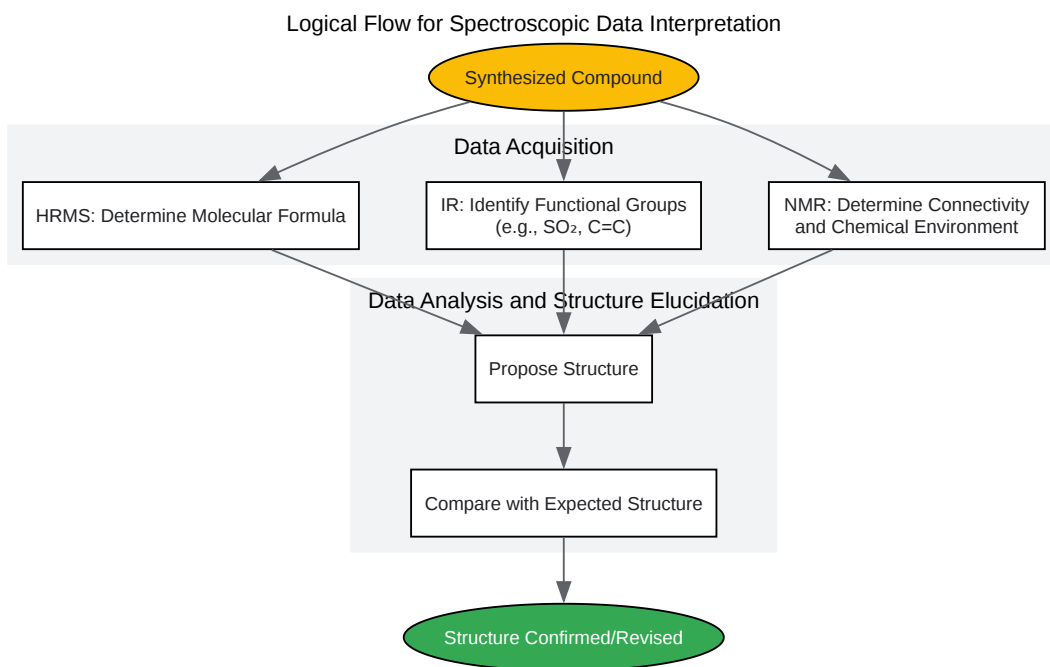 Logical Flow for Spectroscopic Data Interpretation
Synthesized Compound
Data Acquisition
HRMS: Determine Molecular Formula
IR: Identify Functional Groups
(e.g., SO₂, C=C)
NMR: Determine Connectivity
and Chemical Environment
Data Analysis and Structure Elucidation
Propose Structure
Compare with Expected Structure
Structure Confirmed/Revised